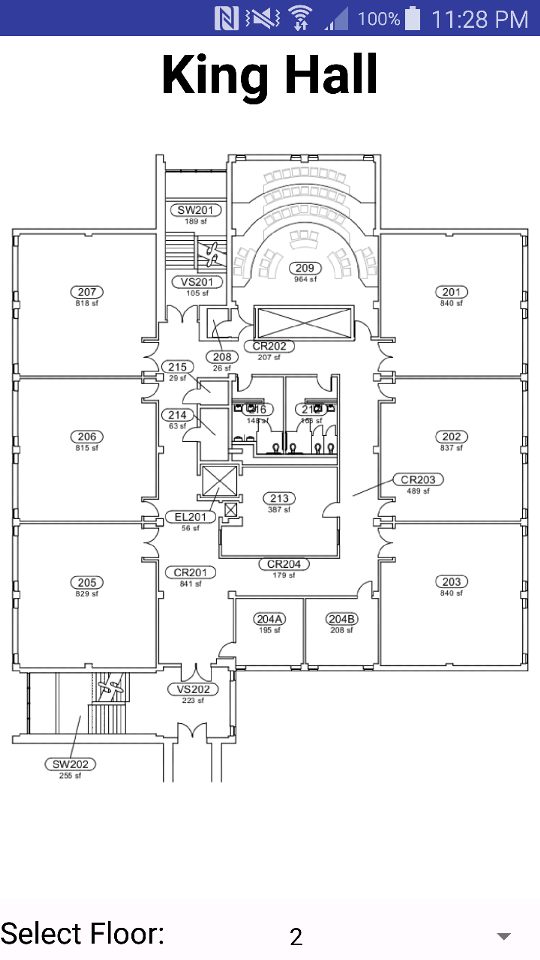 100% 11:28 PM
King Hall
SW201
189 sf
VS201
105 sf
209
964 sf
207
818 sf
201
840 sf
208
26 sf
CR202
207 sf
215
29 sf
214
63 sf
148 sf
206
815 sf
202
837 sf
CR203
489 sf
213
387 sf
EL201
56 sf
CR204
179 sf
CR201
841 sf
205
829 sf
203
840 sf
204A
195 sf
204B
208 sf
VS202
223 sf
SW202
255 sf
Select Floor: 2